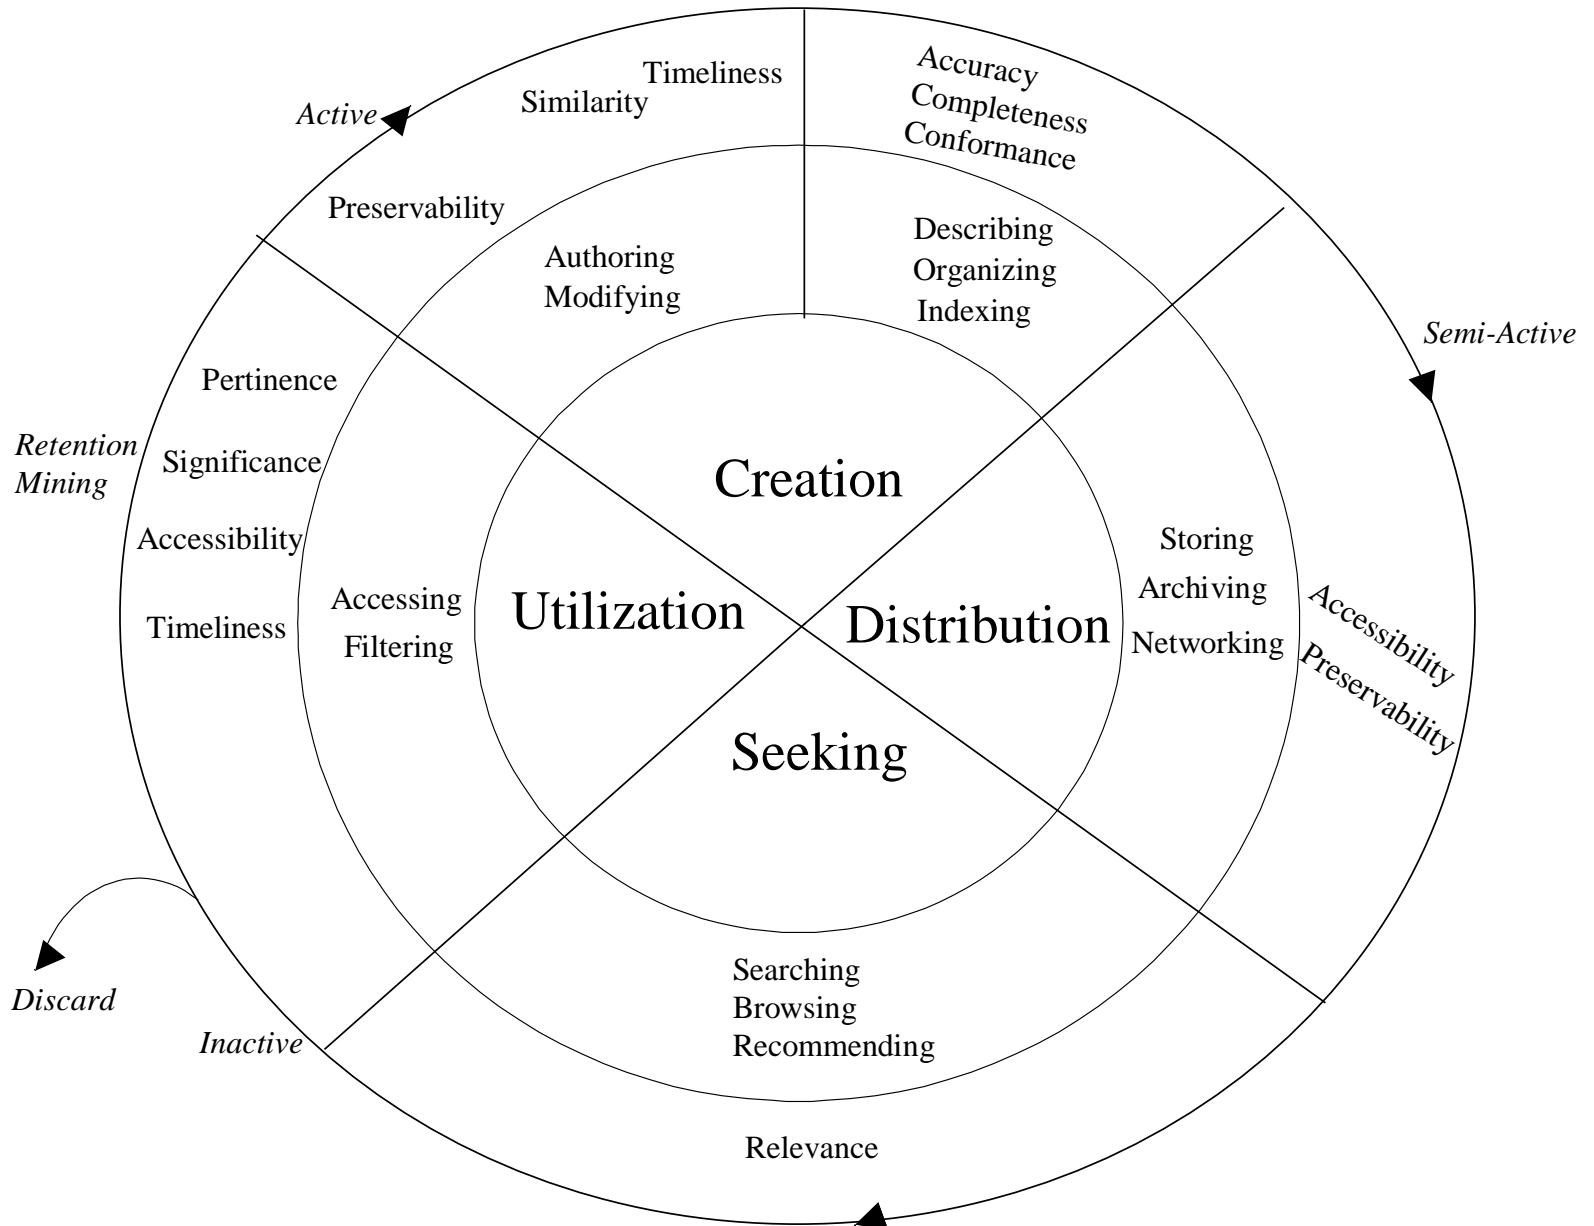 Timeliness
Similarity
Active
Preservability
Accuracy
Completeness
Conformance
Authoring
Modifying
Describing
Organizing
Indexing
Semi-Active
Pertinence
Retention
Mining
Significance
Accessibility
Timeliness
Creation
Accessing
Filtering
Utilization
Distribution
Storing
Archiving
Networking
Accessibility
Preservability
Seeking
Discard
Inactive
Searching
Browsing
Recommending
Relevance